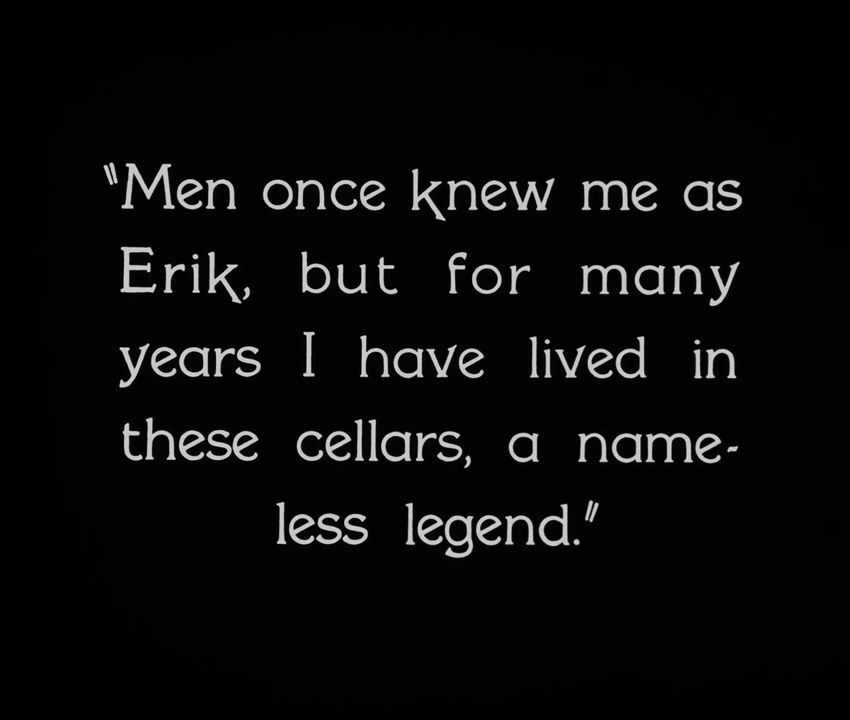 "Men once knew me as
Erik, but for many
years I have lived in
these cellars, a name-
less legend."